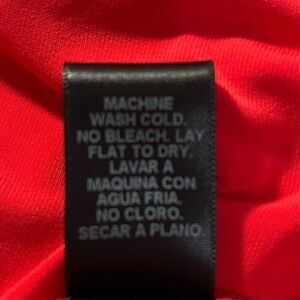 MACHINE
WASH COLD.
NO BLEACH. LAY
FLAT TO DRY.
LAVAR A
MAQUINA CON
AGUA FRIA.
NO CLORO.
SECAR A PLANO.